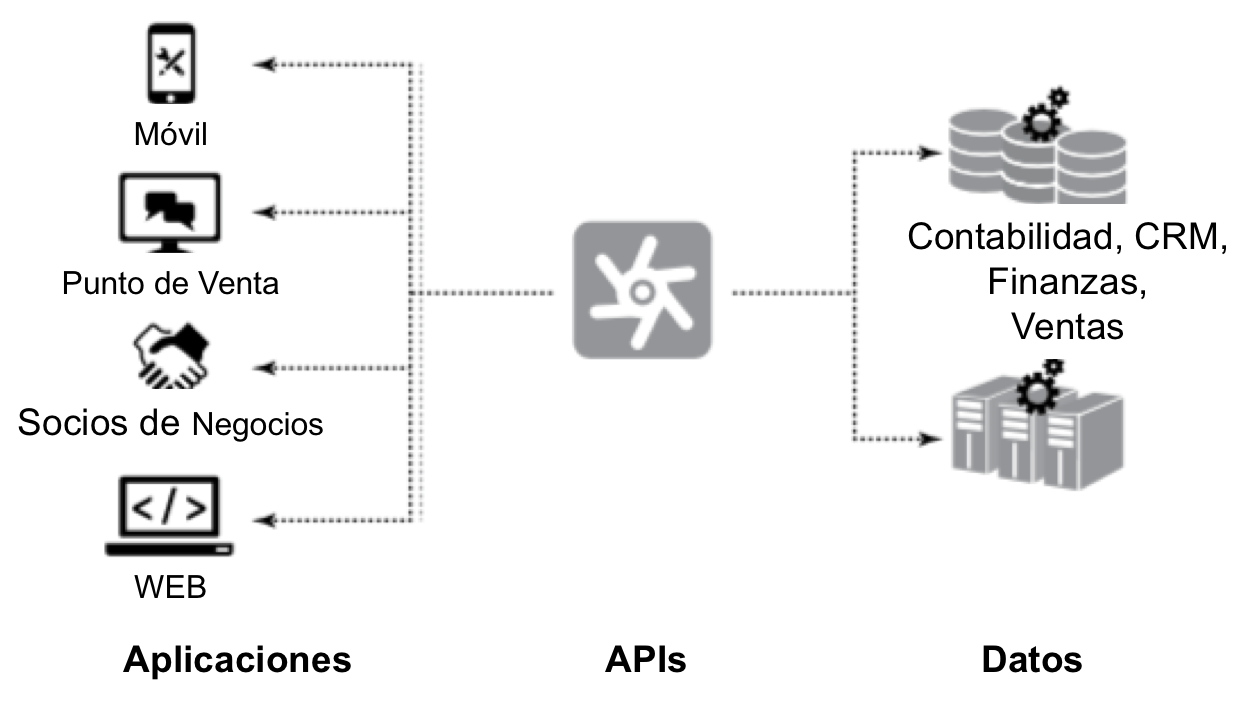 Móvil
Punto de Venta
Socios de Negocios
</>
WEB
Contabilidad, CRM,
Finanzas,
Ventas
Aplicaciones
APIs
Datos